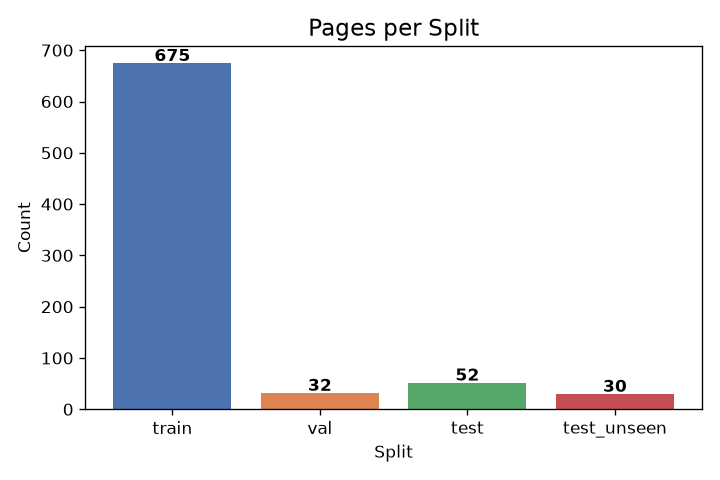 Pages per Split
700
600
500
400
300
200
100
0
Count
675
32
52
30
train
val
test
test_unseen
Split